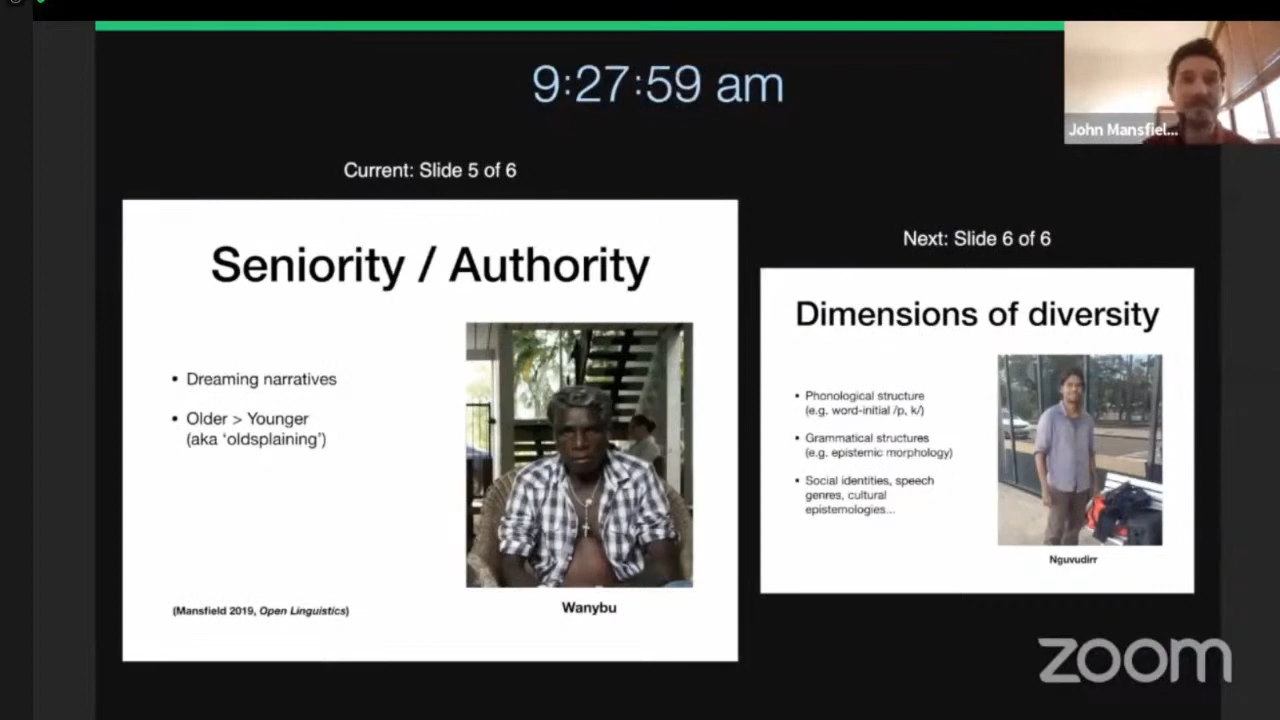 9:27:59 am
John Mansfiel...
Current: Slide 5 of 6
Seniority / Authority
• Dreaming narratives
• Older > Younger
(aka ‘oldsplaining’)
(Mansfield 2019, Open Linguistics)
Wanybu
Next: Slide 6 of 6
Dimensions of diversity
• Phonological structure
(e.g. word-initial /p, k/)
• Grammatical structures
(e.g. epistemic morphology)
• Social identities, speech
genres, cultural
epistemologies...
Nguvudirr
zoom